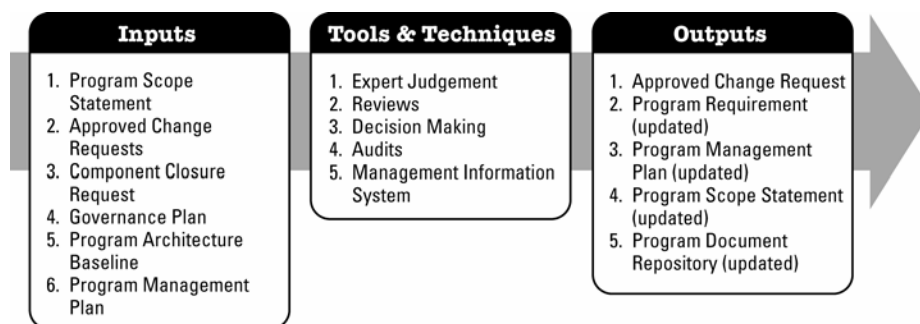 Inputs
1. Program Scope
Statement
2. Approved Change
Requests
3. Component Closure
Request
4. Governance Plan
5. Program Architecture
Baseline
6. Program Management
Plan
Tools & Techniques
1. Expert Judgement
2. Reviews
3. Decision Making
4. Audits
5. Management Information
System
Outputs
1. Approved Change Request
2. Program Requirement
(updated)
3. Program Management
Plan (updated)
4. Program Scope Statement
(updated)
5. Program Document
Repository (updated)